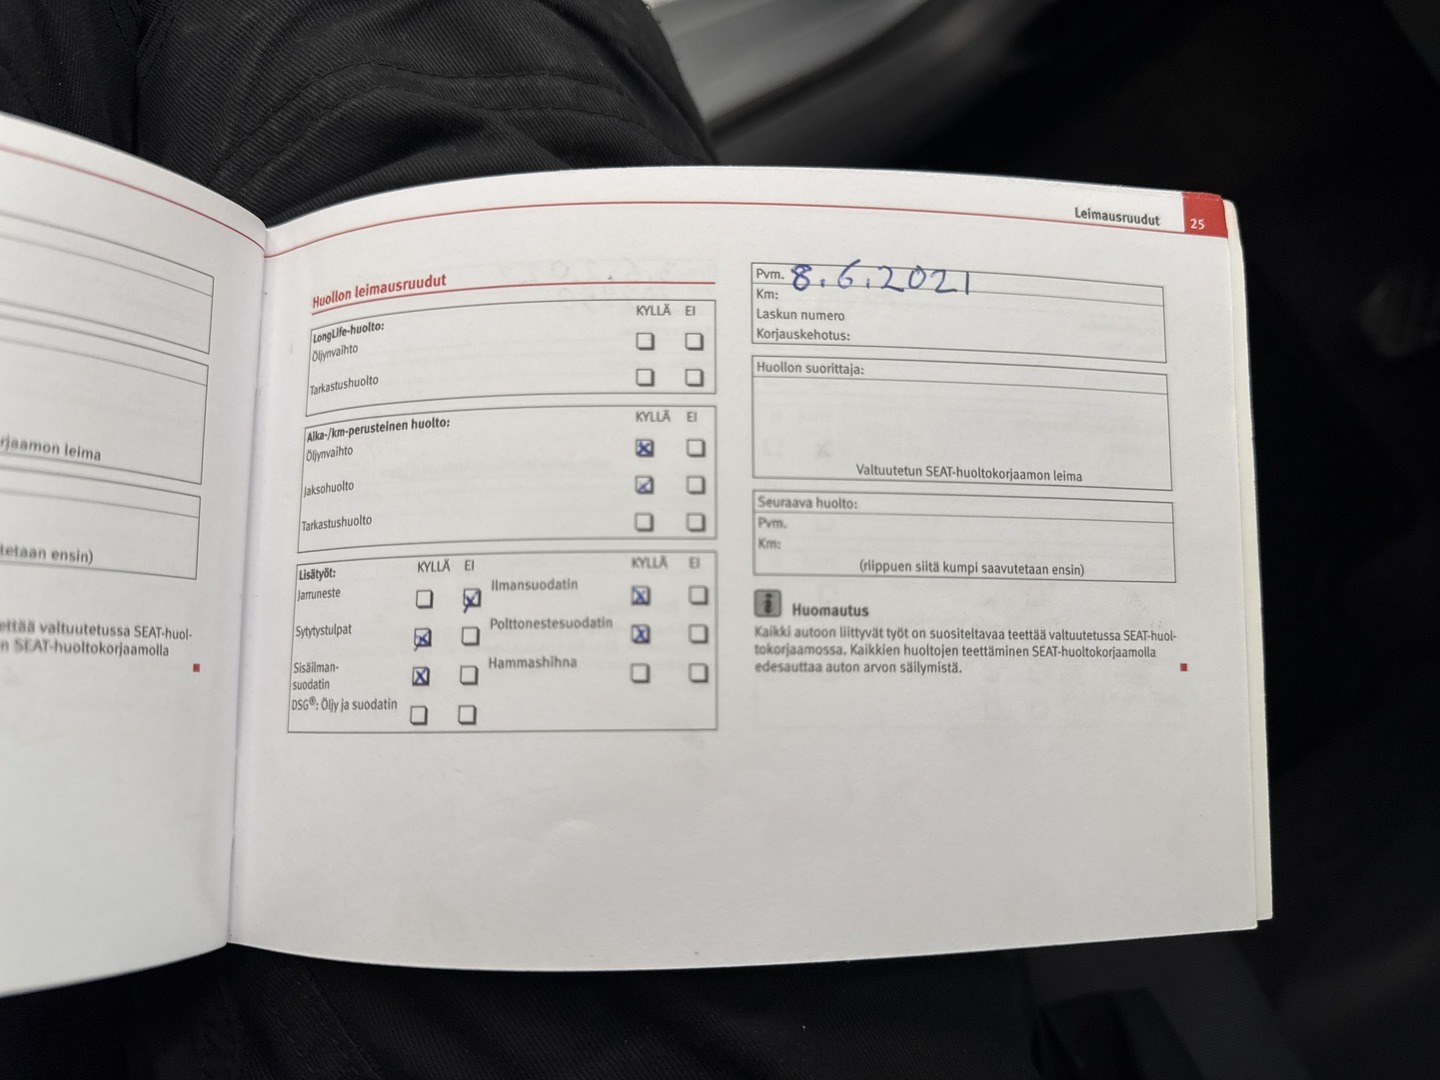 rjaamon leima
tetaan ensin)
ettää valtuutetussa SEAT-huol-
n SEAT-huoltokorjaamolla
Leimausruudut 25
Huollon leimausruudut
KYLLÄ EI
LongLife-huolto:
Öljynvaihto
Tarkastushuolto
KYLLÄ EI
Aika-/km-perusteinen huolto:
Öljynvaihto
Jaksohuolto
Tarkastushuolto
Lisätyöt: KYLLÄ EI KYLLÄ EI
Jarruneste Ilmansuodatin
Sytytystulpat Polttonestesuodatin
Sisäilman- Hammashihna
suodatin
DSG®: Öljy ja suodatin
Pvm. 8.6.2021
Km:
Laskun numero
Korjauskehotus:
Huollon suorittaja:
Valtuutetun SEAT-huoltokorjaamon leima
Seuraava huolto:
Pvm.
Km:
(riippuen siitä kumpi saavutetaan ensin)
Huomautus
Kaikki autoon liittyvät työt on suositeltavaa teettää valtuutetussa SEAT-huol-
tokorjaamossa. Kaikkien huoltojen teettäminen SEAT-huoltokorjaamolla
edesauttaa auton arvon säilymistä.